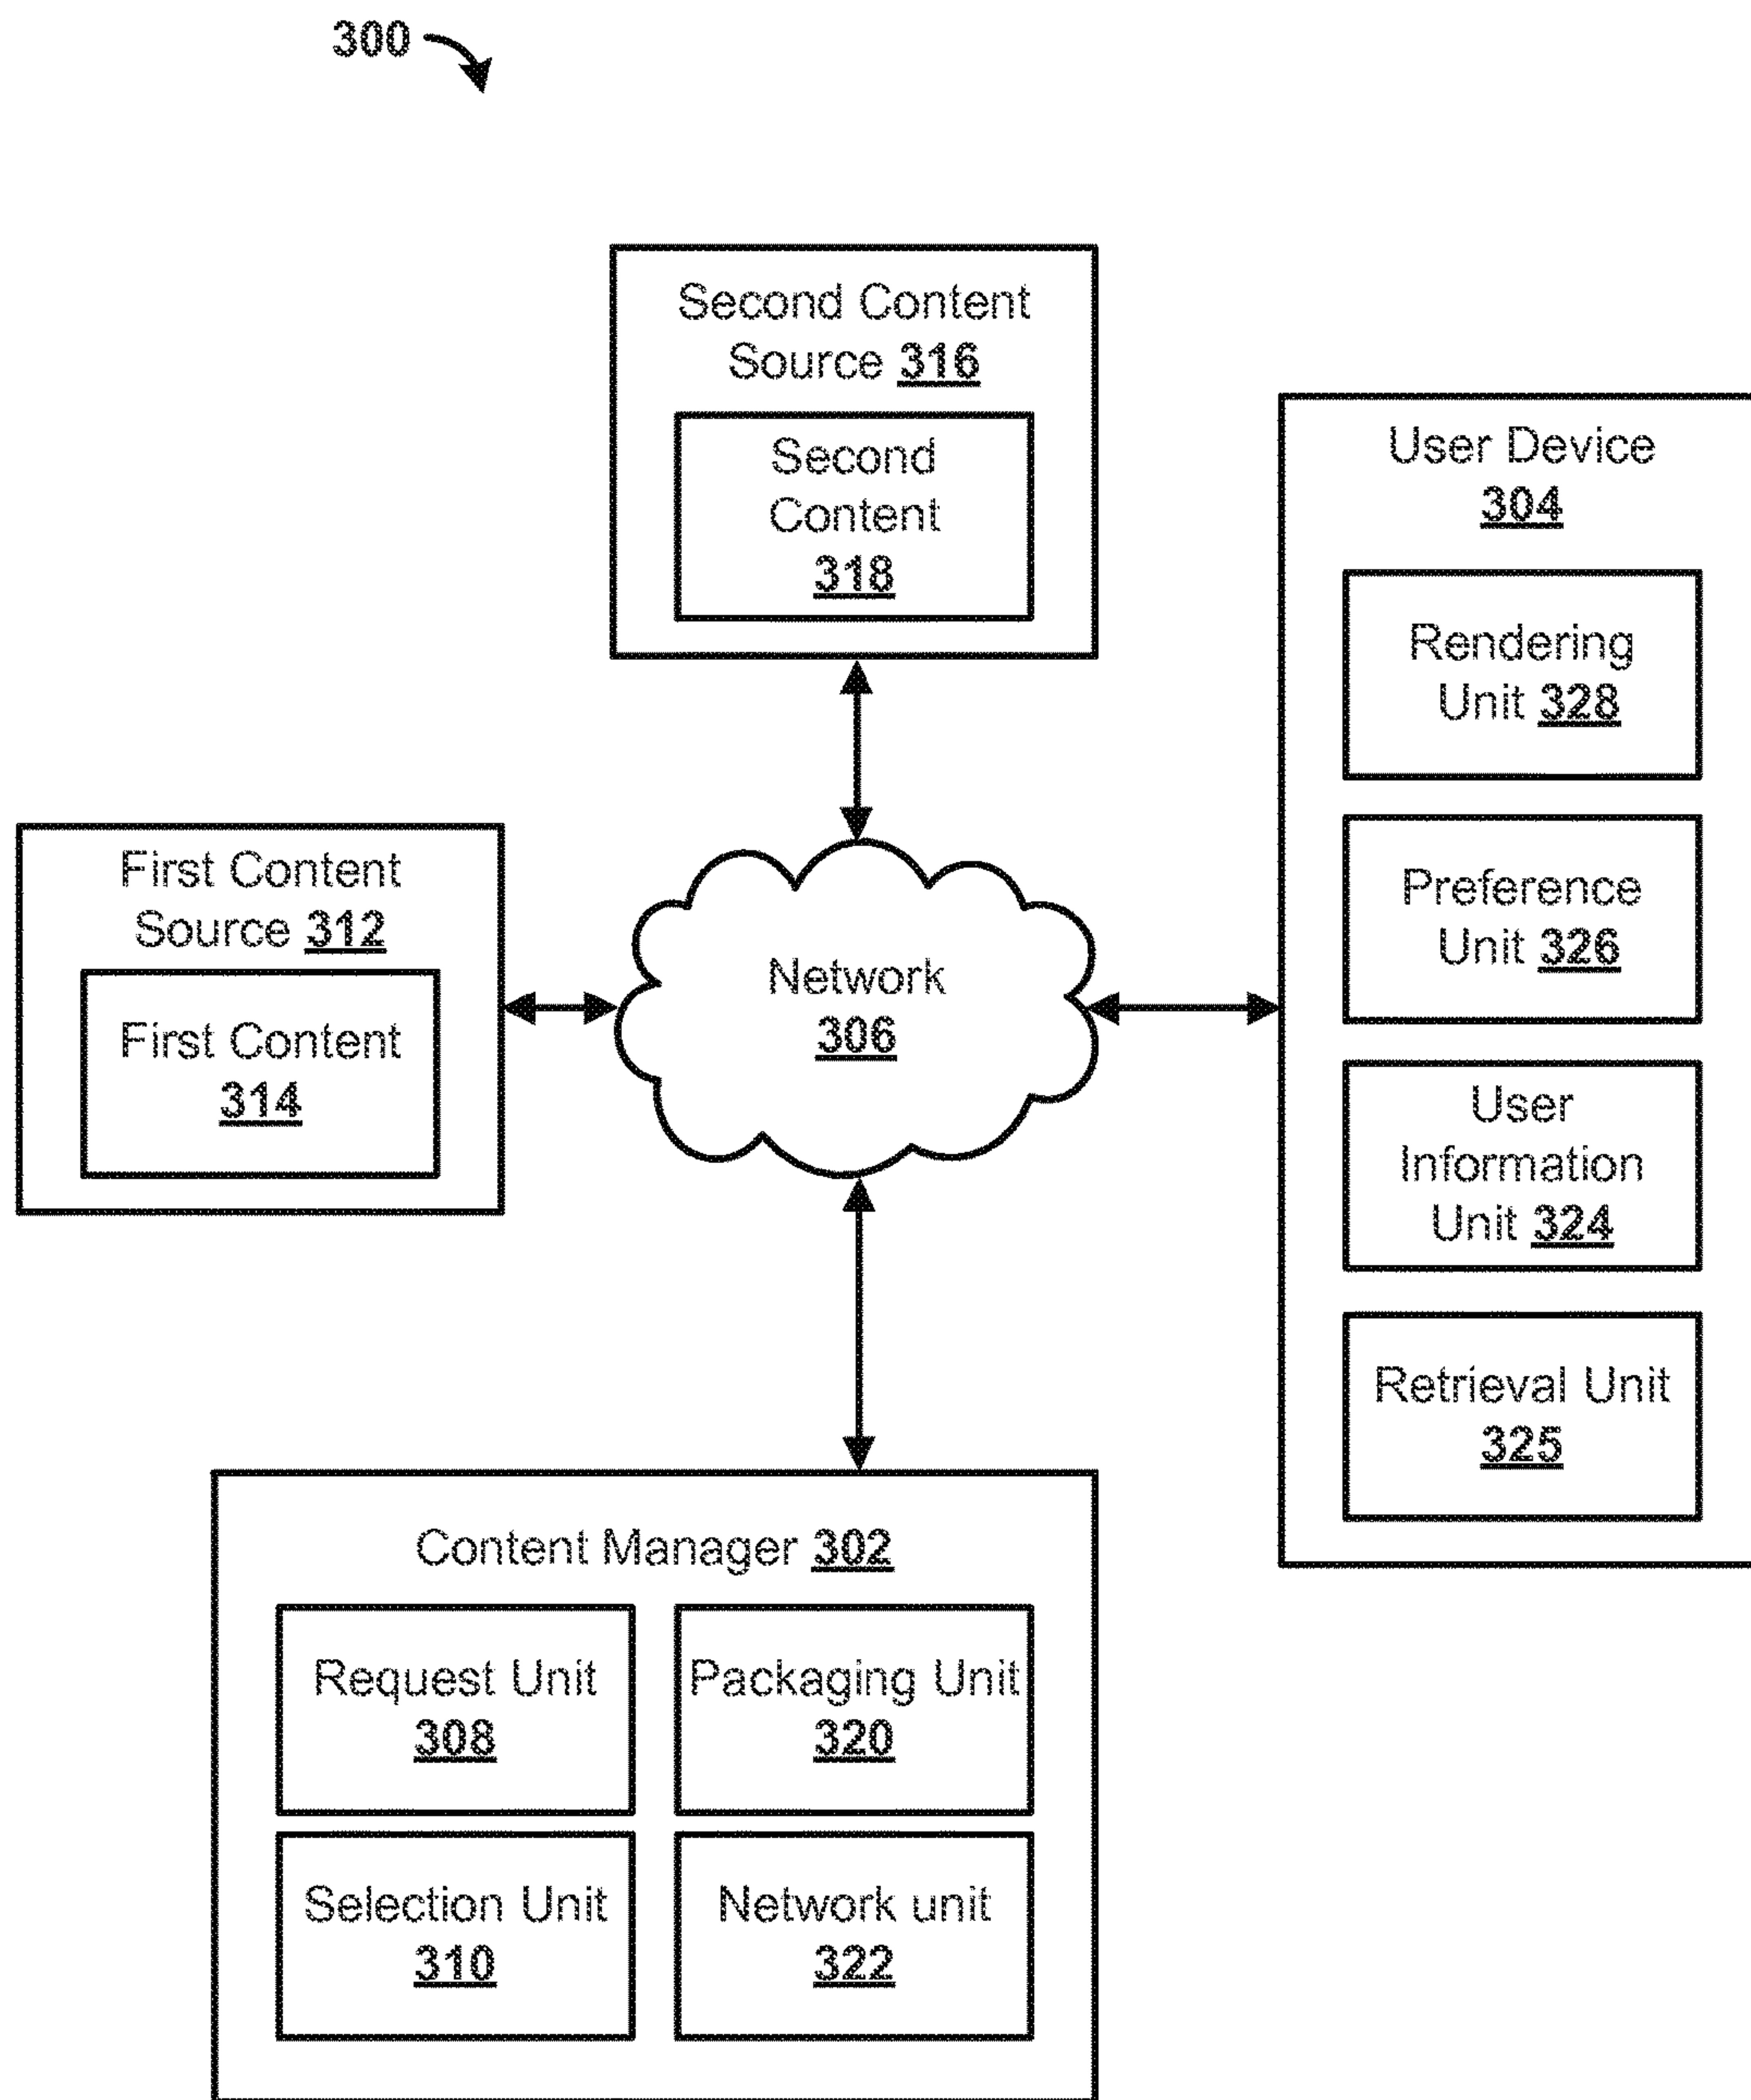 300
Second Content
Source 316
Second
Content
318
User Device
304
Rendering
Unit 328
Preference
Unit 326
User
Information
Unit 324
Retrieval Unit
325
First Content
Source 312
First Content
314
Network
306
Content Manager 302
Request Unit
308
Packaging Unit
320
Selection Unit
310
Network unit
322